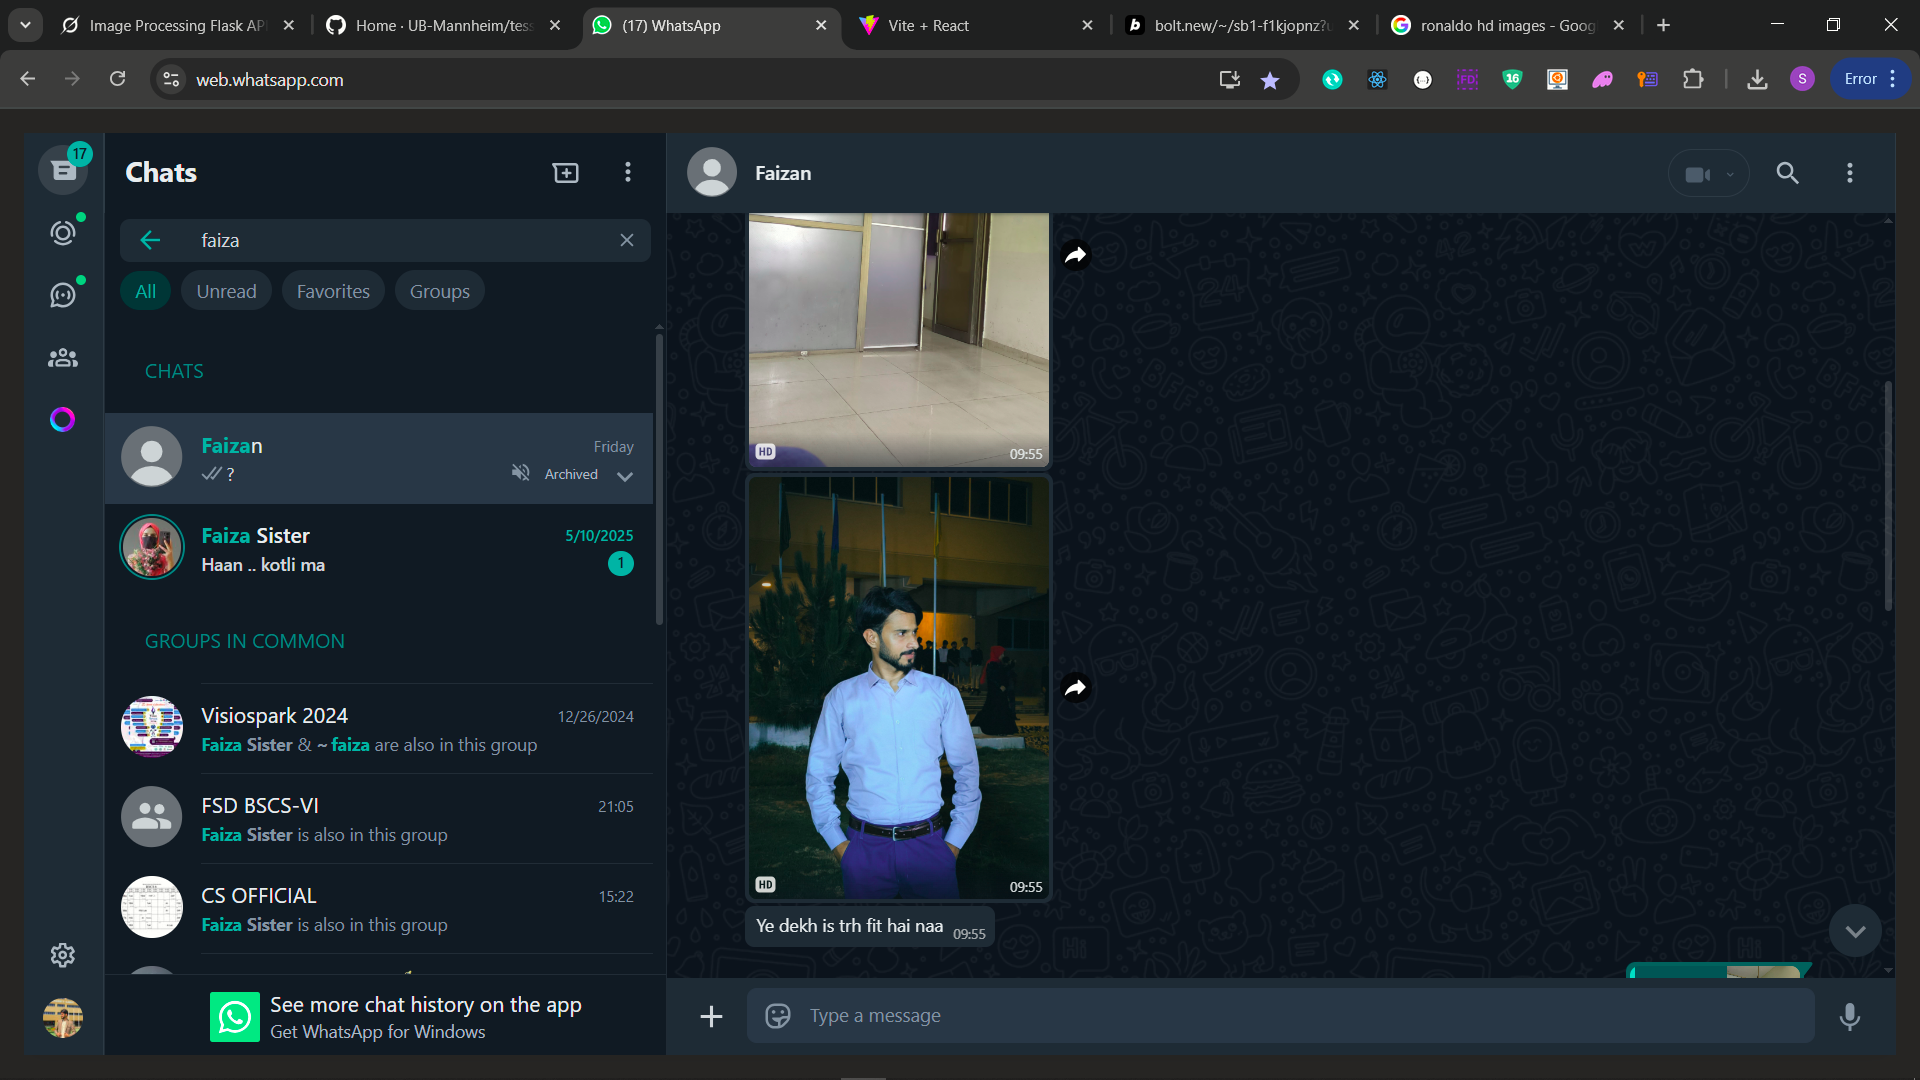 Image Processing Flask AP
Home · UB-Mannheim/tess
(17) WhatsApp
Vite + React
bolt.new/~/sb1-f1kjopnz?
ronaldo hd images - Goog
web.whatsapp.com
FD
16
S
Error
17
Chats
faiza
All
Unread
Favorites
Groups
CHATS
Faizan
Friday
?
Archived
Faiza Sister
5/10/2025
Haan .. kotli ma
1
GROUPS IN COMMON
Visiospark 2024
12/26/2024
Faiza Sister & ~ faiza are also in this group
FSD BSCS-VI
21:05
Faiza Sister is also in this group
CS OFFICIAL
15:22
Faiza Sister is also in this group
See more chat history on the app
Get WhatsApp for Windows
Faizan
HD
09:55
HD
09:55
Ye dekh is trh fit hai naa
09:55
Type a message